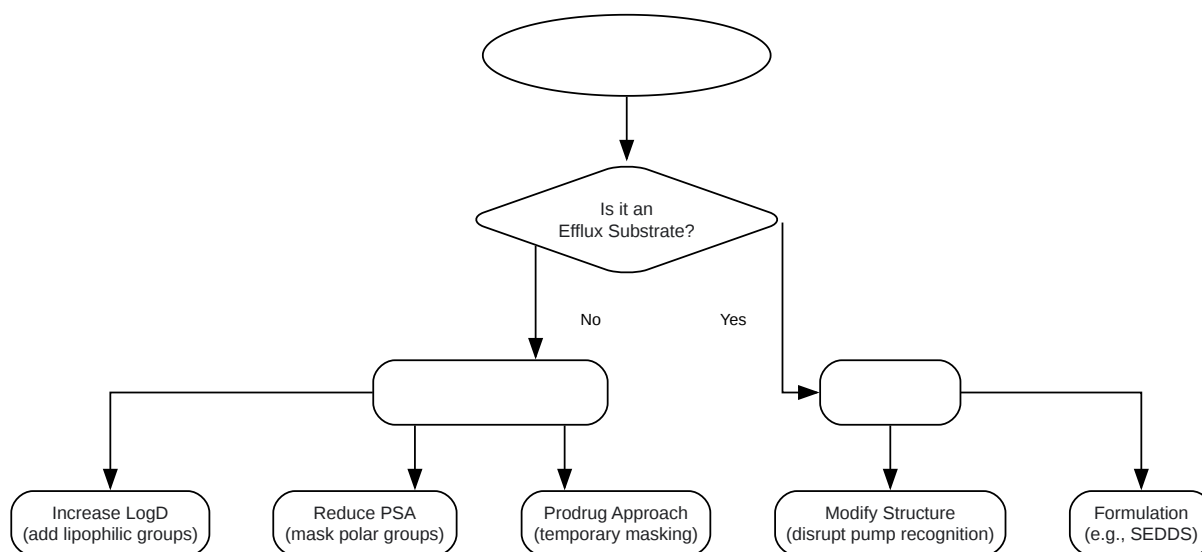 Is it an
Efflux Substrate?
No
Yes
Increase LogD
(add lipophilic groups)
Reduce PSA
(mask polar groups)
Prodrug Approach
(temporary masking)
Modify Structure
(disrupt pump recognition)
Formulation
(e.g., SEDDS)